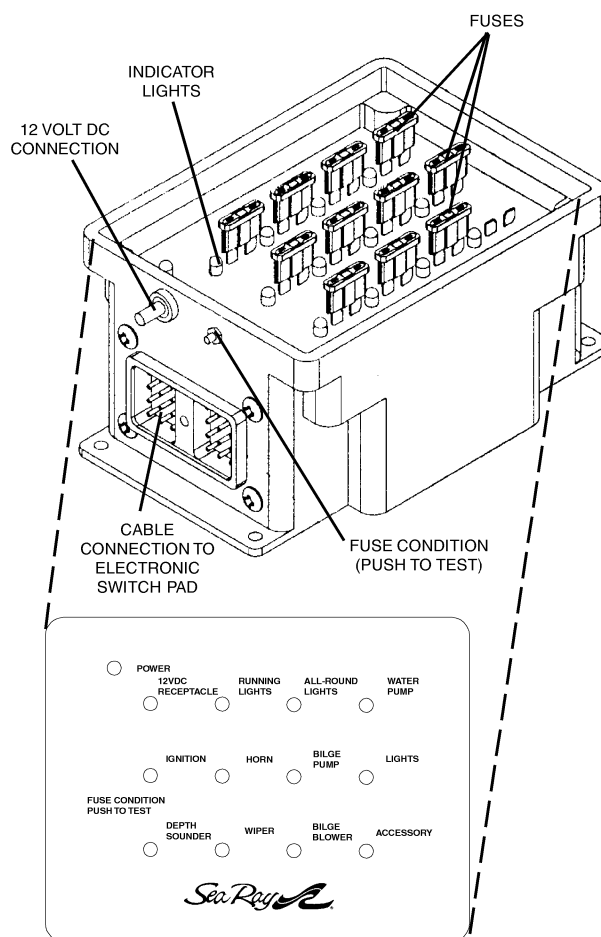 FUSES
INDICATOR
LIGHTS
12 VOLT DC
CONNECTION
CABLE
CONNECTION TO
ELECTRONIC
SWITCH PAD
FUSE CONDITION
(PUSH TO TEST)
POWER
12VDC
RECEPTACLE
RUNNING
LIGHTS
ALL-ROUND
LIGHTS
WATER
PUMP
IGNITION
HORN
BILGE
PUMP
LIGHTS
FUSE CONDITION
PUSH TO TEST
DEPTH
SOUNDER
WIPER
BILGE
BLOWER
ACCESSORY
Sea Ray